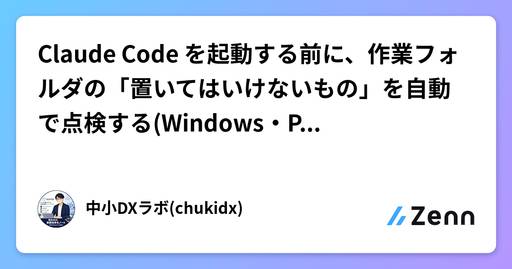 Claude Code を起動する前に、作業フォ
ルダの「置いてはいけないもの」を自動
で点検する(Windows・P...
中小DXラボ(chukidx)
Zenn